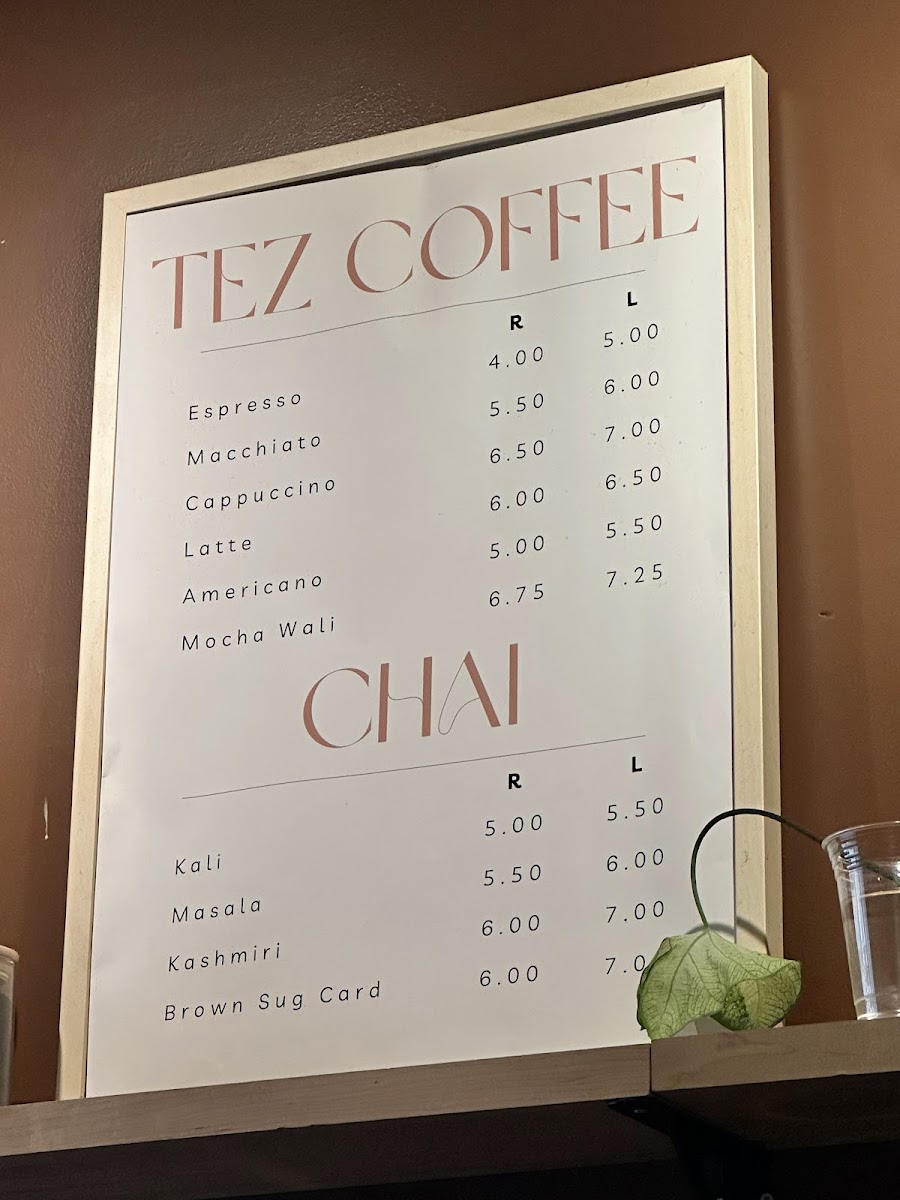 TEZ COFFEE
R L
Espresso 4.00 5.00
Macchiato 5.50 6.00
Cappuccino 6.50 7.00
Latte 6.00 6.50
Americano 5.00 5.50
Mocha Wali 6.75 7.25
CHAI
R L
Kali 5.00 5.50
Masala 5.50 6.00
Kashmiri 6.00 7.00
Brown Sug Card 6.00